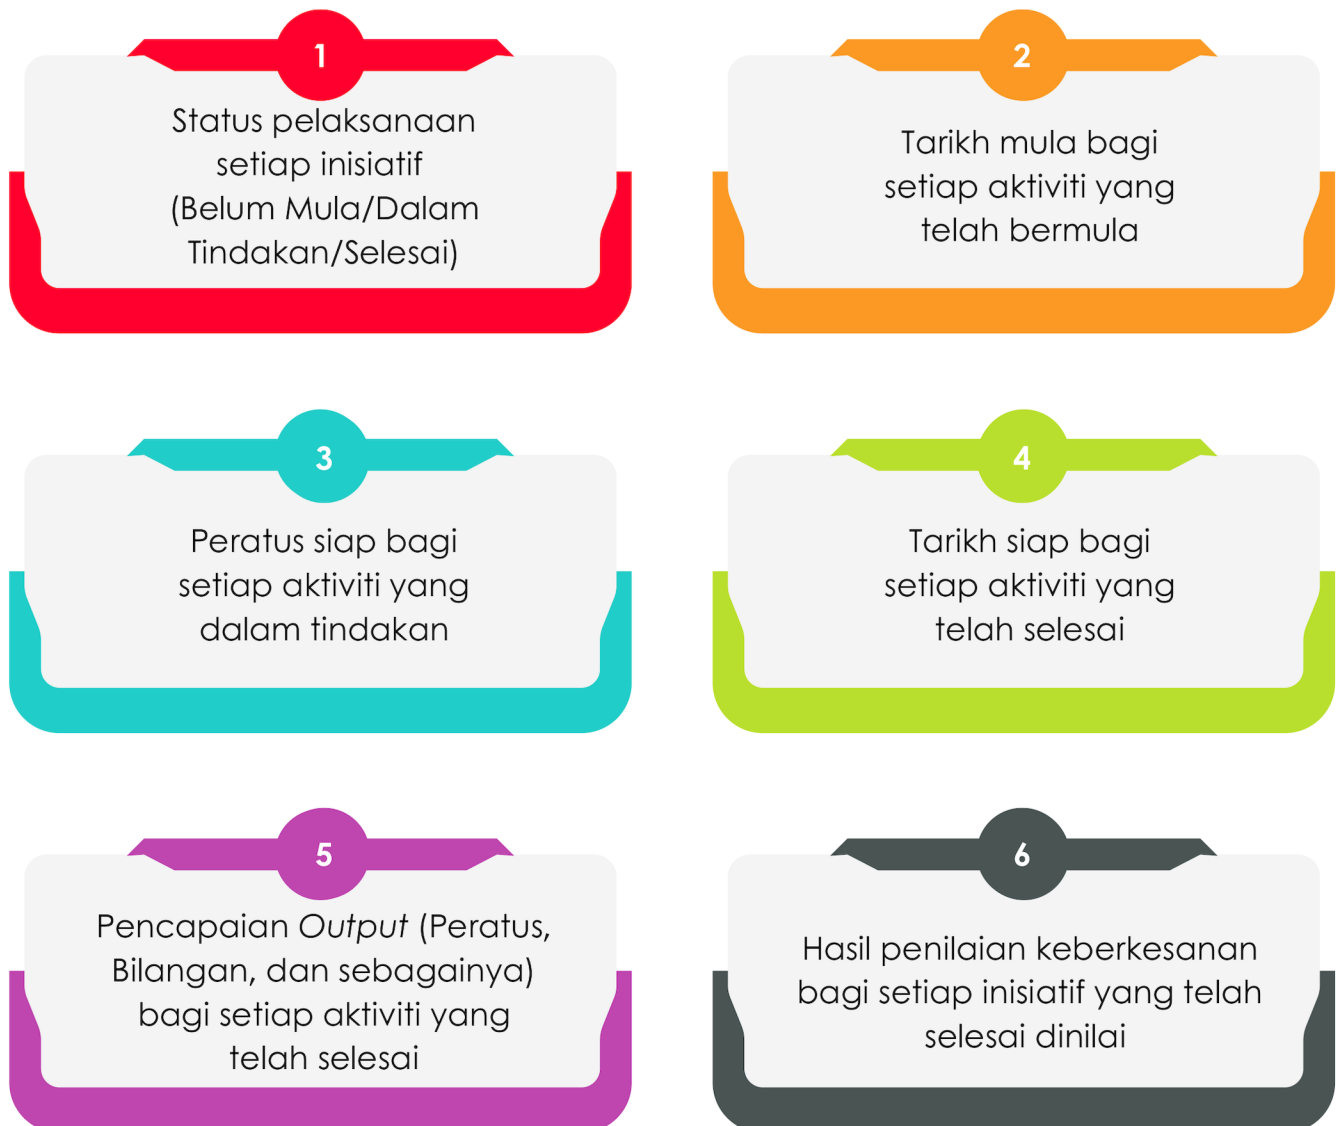 1
Status pelaksanaan
setiap inisiatif
(Belum Mula/Dalam
Tindakan/Selesai)
2
Tarikh mula bagi
setiap aktiviti yang
telah bermula
3
Peratus siap bagi
setiap aktiviti yang
dalam tindakan
4
Tarikh siap bagi
setiap aktiviti yang
telah selesai
5
Pencapaian Output (Peratus,
Bilangan, dan sebagainya)
bagi setiap aktiviti yang
telah selesai
6
Hasil penilaian keberkesanan
bagi setiap inisiatif yang telah
selesai dinilai